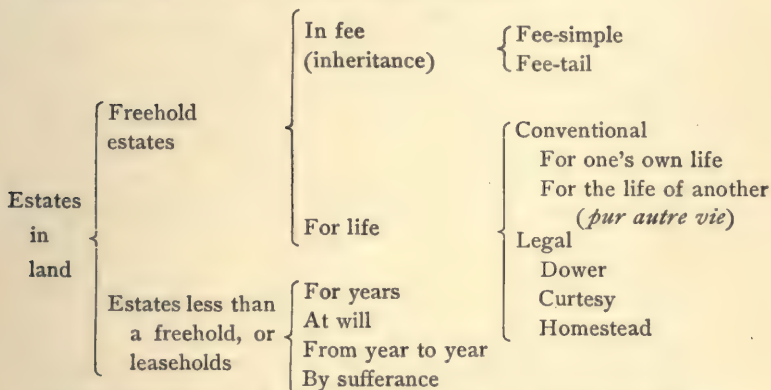 Estates
in
land
Freehold
estates
In fee
(inheritance)
Fee-simple
Fee-tail
For life
Conventional
For one's own life
For the life of another
(pur autre vie)
Legal
Dower
Curtesy
Homestead
Estates less than
a freehold, or
leaseholds
For years
At will
From year to year
By sufferance